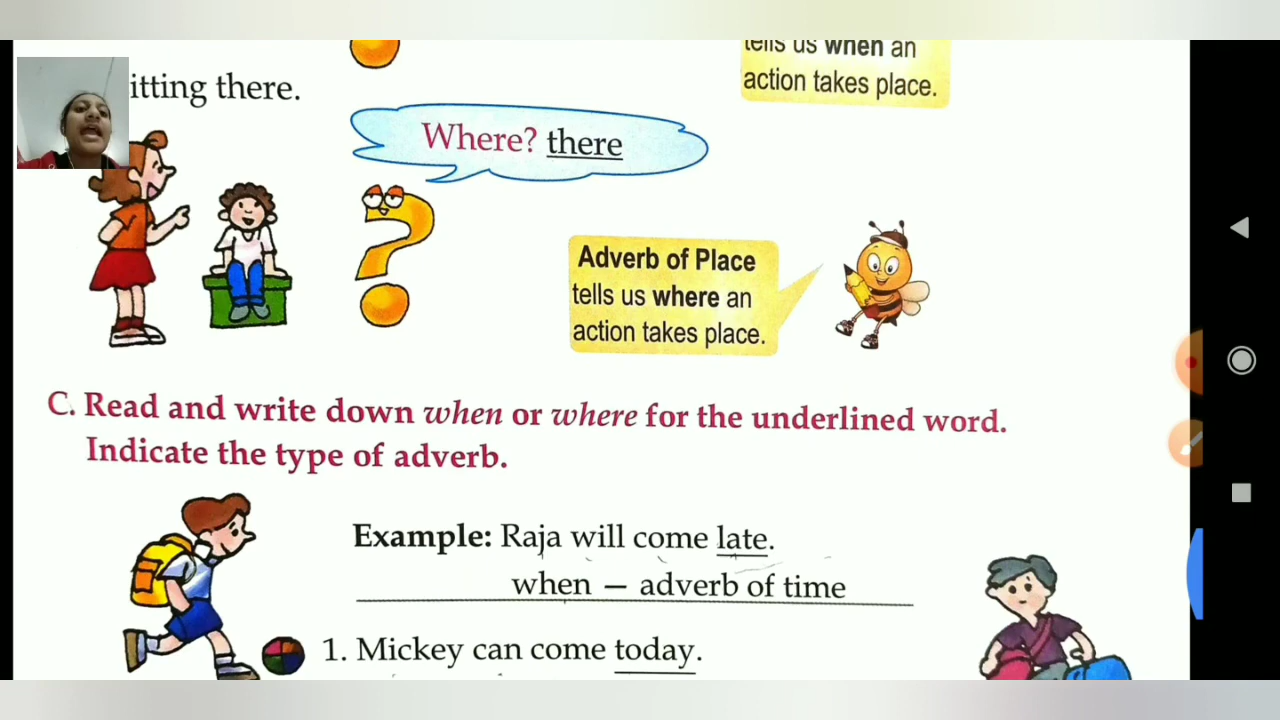 tells us when an
action takes place.
itting there.
Where? there
Adverb of Place
tells us where an
action takes place.
C. Read and write down when or where for the underlined word.
Indicate the type of adverb.
Example: Raja will come late.
when — adverb of time
1. Mickey can come today.